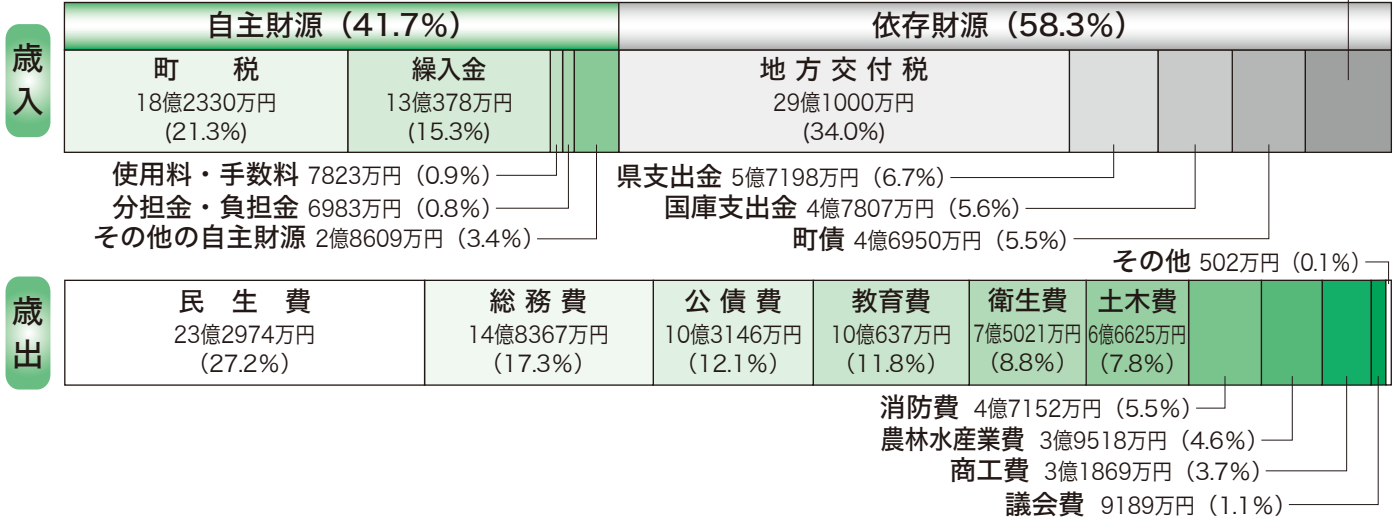 歳入
自主財源（41.7%）
依存財源（58.3%）
町税
18億2330万円
(21.3%)
繰入金
13億378万円
(15.3%)
地方交付税
29億1000万円
(34.0%)
使用料・手数料 7823万円（0.9%）
分担金・負担金 6983万円（0.8%）
その他の自主財源 2億8609万円（3.4%）
県支出金 5億7198万円（6.7%）
国庫支出金 4億7807万円（5.6%）
町債 4億6950万円（5.5%）
その他 502万円（0.1%）
歳出
民生費
23億2974万円
（27.2%）
総務費
14億8367万円
（17.3%）
公債費
10億3146万円
（12.1%）
教育費
10億637万円
（11.8%）
衛生費
7億5021万円
（8.8%）
土木費
6億6625万円
（7.8%）
消防費 4億7152万円（5.5%）
農林水産業費 3億9518万円（4.6%）
商工費 3億1869万円（3.7%）
議会費 9189万円（1.1%）